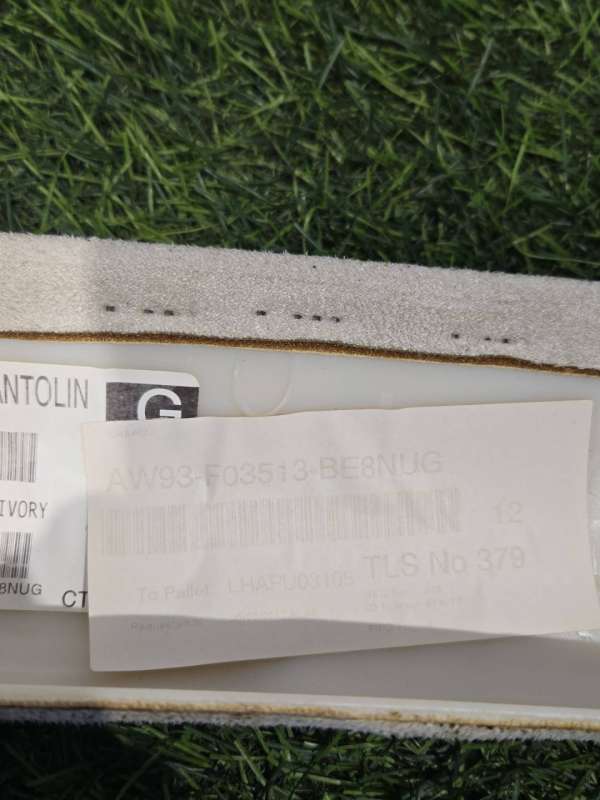 ANTOLIN
G
IVORY
8NUG
CT
AW93-F03513-BE8NUG
12
To Pallet: LHAPU03105 TLS No 379